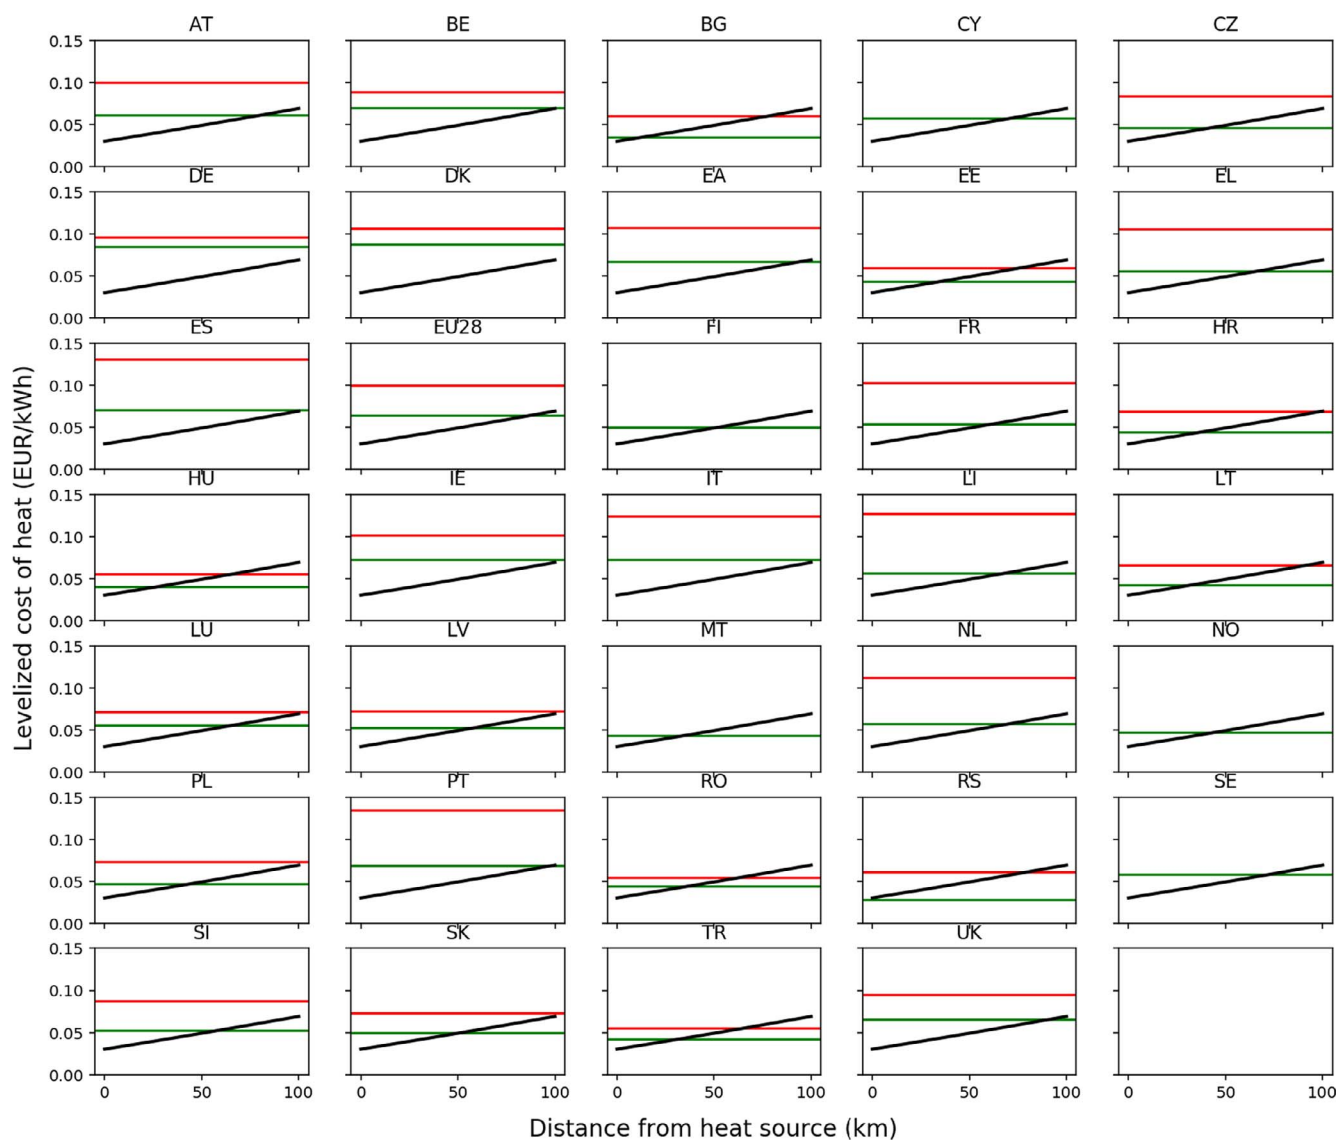 AT BE BG CY CZ
0.15
0.10
0.05
0.00
DE DK EA EE EL
0.15
0.10
0.05
0.00
ES EU28 FI FR HR
0.15
0.10
0.05
0.00
HU IE IT LI LT
0.15
0.10
0.05
0.00
LU LV MT NL NO
0.15
0.10
0.05
0.00
PL PT RO RS SE
0.15
0.10
0.05
0.00
SI SK TR UK
0.15
0.10
0.05
0.00
0 50 100 0 50 100 0 50 100 0 50 100 0 50 100
Levelized cost of heat (EUR/kWh)
Distance from heat source (km)